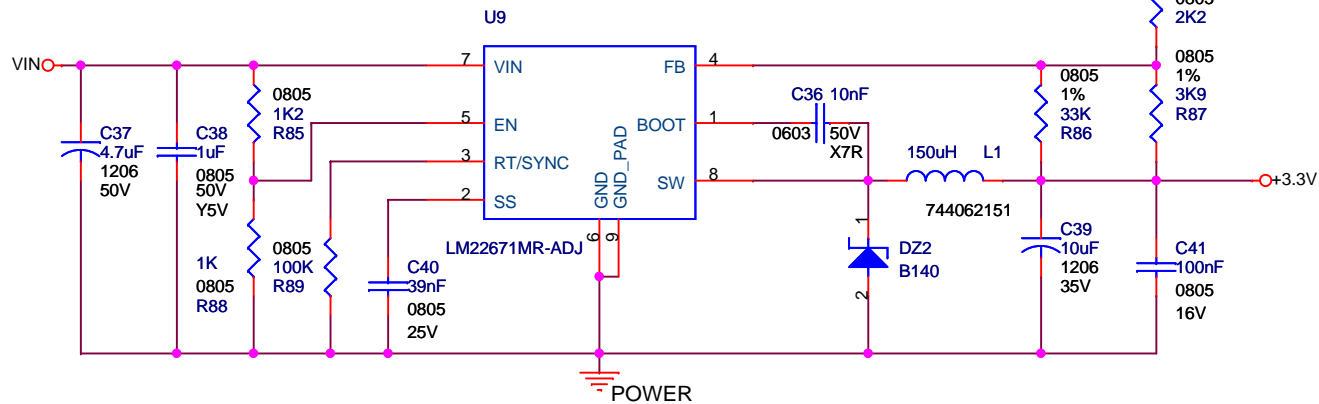 U9
0805
2K2
VIN
7
VIN
FB
4
0805
1%
3K9
R87
0805
1%
33K
R86
0805
1K2
R85
5
EN
BOOT
1
C36 10nF
0603
50V
X7R
C37
4.7uF
1206
50V
C38
1uF
0805
50V
Y5V
3
RT/SYNC
2
SS
GND
GND_PAD
SW
8
150uH L1
744062151
+3.3V
6
9
LM22671MR-ADJ
1K
0805
R88
0805
100K
R89
C40
39nF
0805
25V
1
DZ2
B140
2
C39
10uF
1206
35V
C41
100nF
0805
16V
POWER